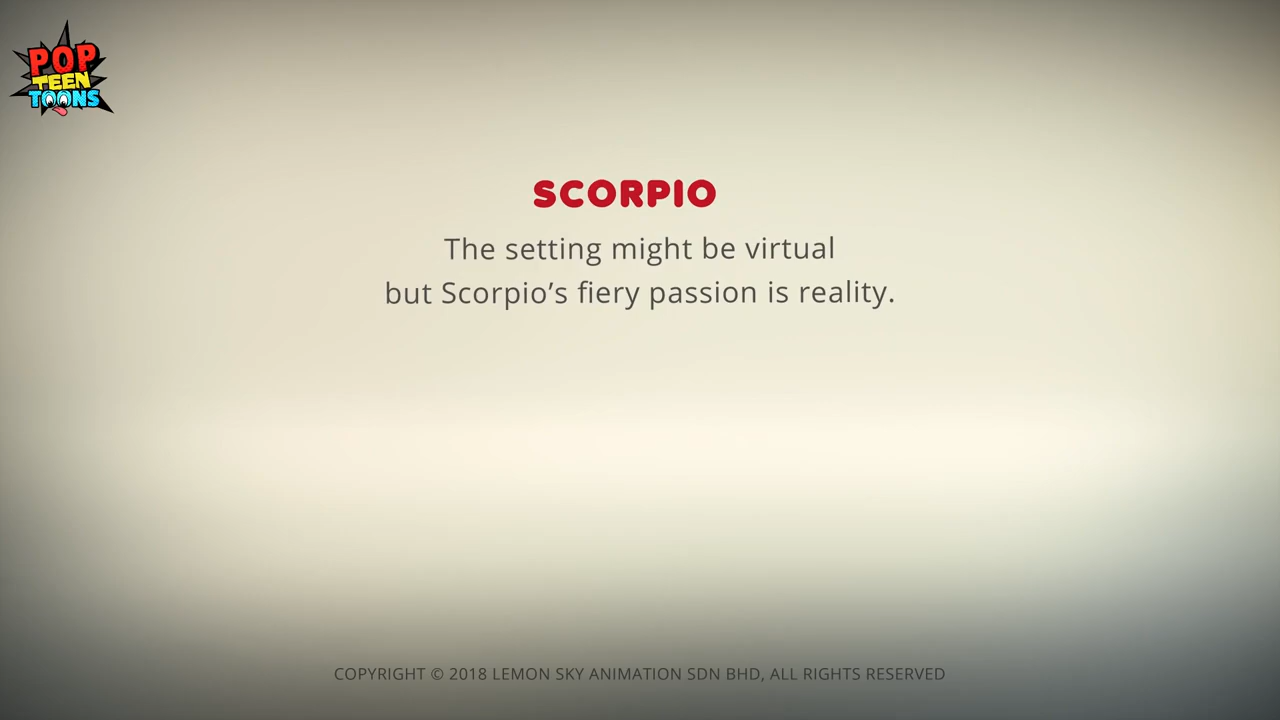 POP
TEEN
TOONS
SCORPIO
The setting might be virtual
but Scorpio’s fiery passion is reality.
COPYRIGHT © 2018 LEMON SKY ANIMATION SDN BHD, ALL RIGHTS RESERVED